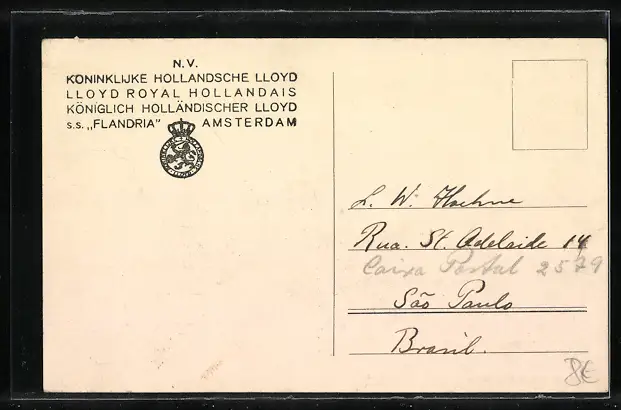 N.V.
KONINKLIJKE HOLLANDSCHE LLOYD
LLOYD ROYAL HOLLANDAIS
KÖNIGLICH HOLLÄNDISCHER LLOYD
S.S. „FLANDRIA” AMSTERDAM
L. W. Hoehne
Rua. St. Adelaide 14
Caixa Postal 2579
São Paulo
Brasil.
8€